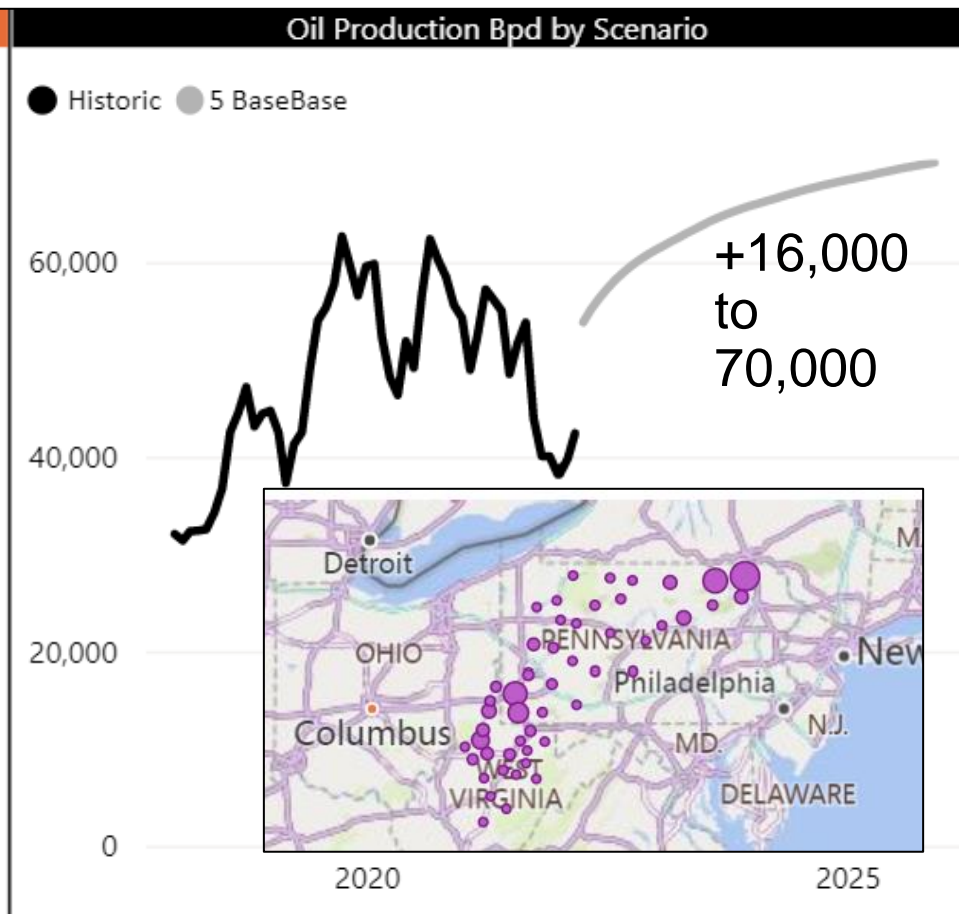 Oil Production Bpd by Scenario
Historic 5 BaseBase
60,000
+16,000
to
70,000
40,000
Detroit
M
OHIO
PENNSYLVANIA
New
Philadelphia
Columbus
N.J.
MD.
WEST
VIRGINIA
DELAWARE
20,000
0
2020 2025